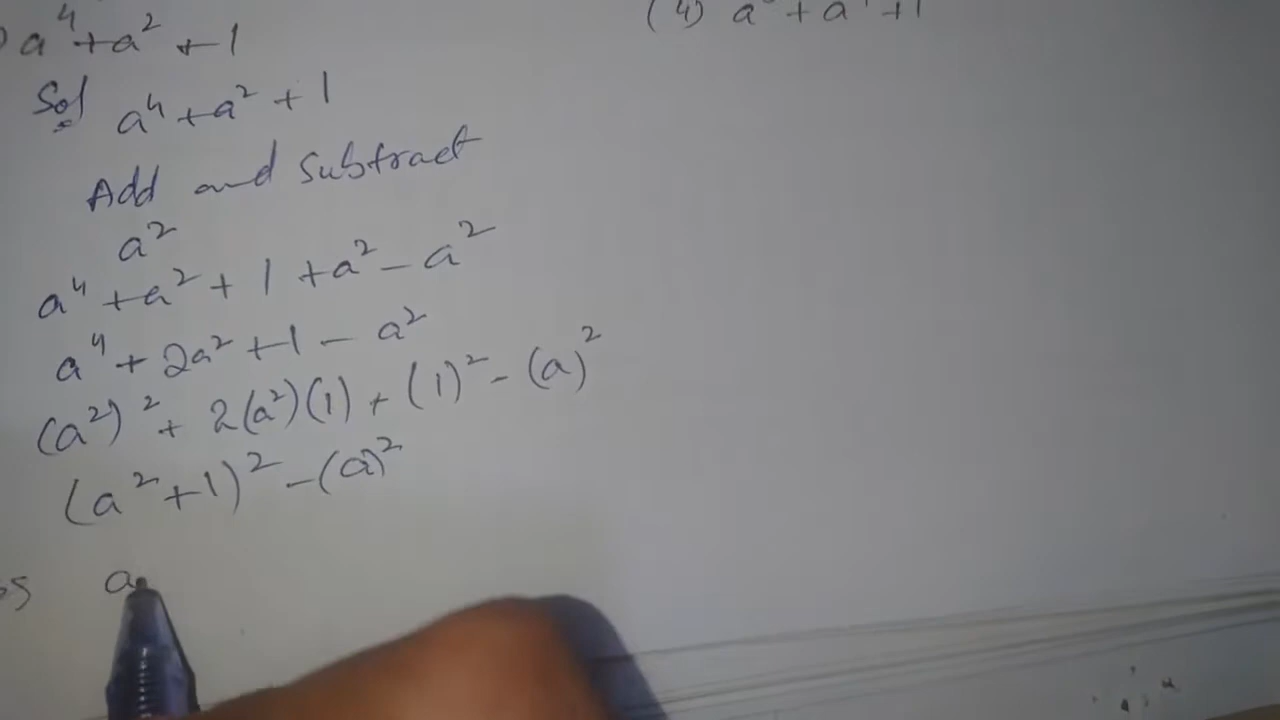 a⁴ + a² + 1
Sol a⁴ + a² + 1
Add and subtract
a²
a⁴ + a² + 1 + a² - a²
a⁴ + 2a² + 1 - a²
(a²)² + 2(a²)(1) + (1)² - (a)²
(a² + 1)² - (a)²
a
(4)